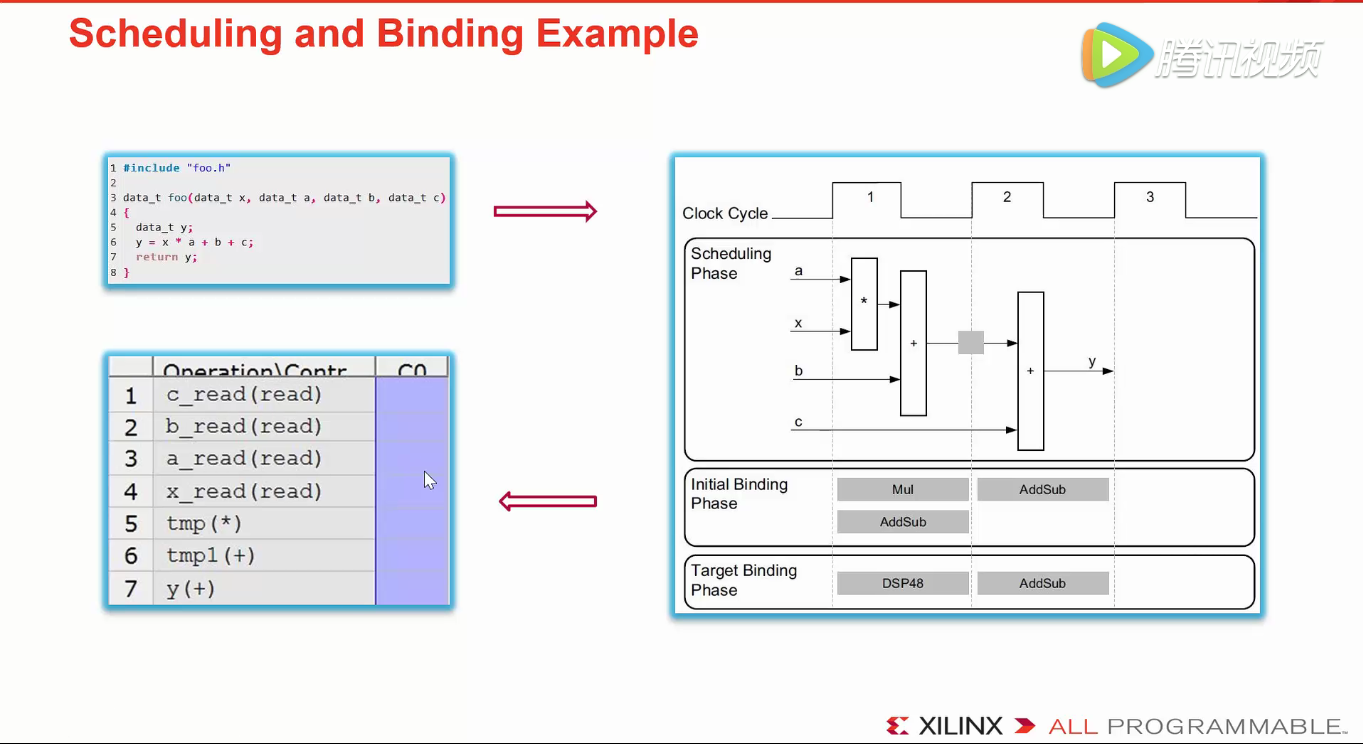 Scheduling and Binding Example
腾讯视频
1 #include "foo.h"
2
3 data_t foo(data_t x, data_t a, data_t b, data_t c)
4 {
5 data_t y;
6 y = x * a + b + c;
7 return y;
8 }
Clock Cycle 1 2 3
Scheduling
Phase
a
x
b
c
*
+
+
y
Initial Binding
Phase
Mul
AddSub
AddSub
Target Binding
Phase
DSP48
AddSub
Operation\Contr C0
1 c_read(read)
2 b_read(read)
3 a_read(read)
4 x_read(read)
5 tmp(*)
6 tmp1(+)
7 y(+)
XILINX ALL PROGRAMMABLE™